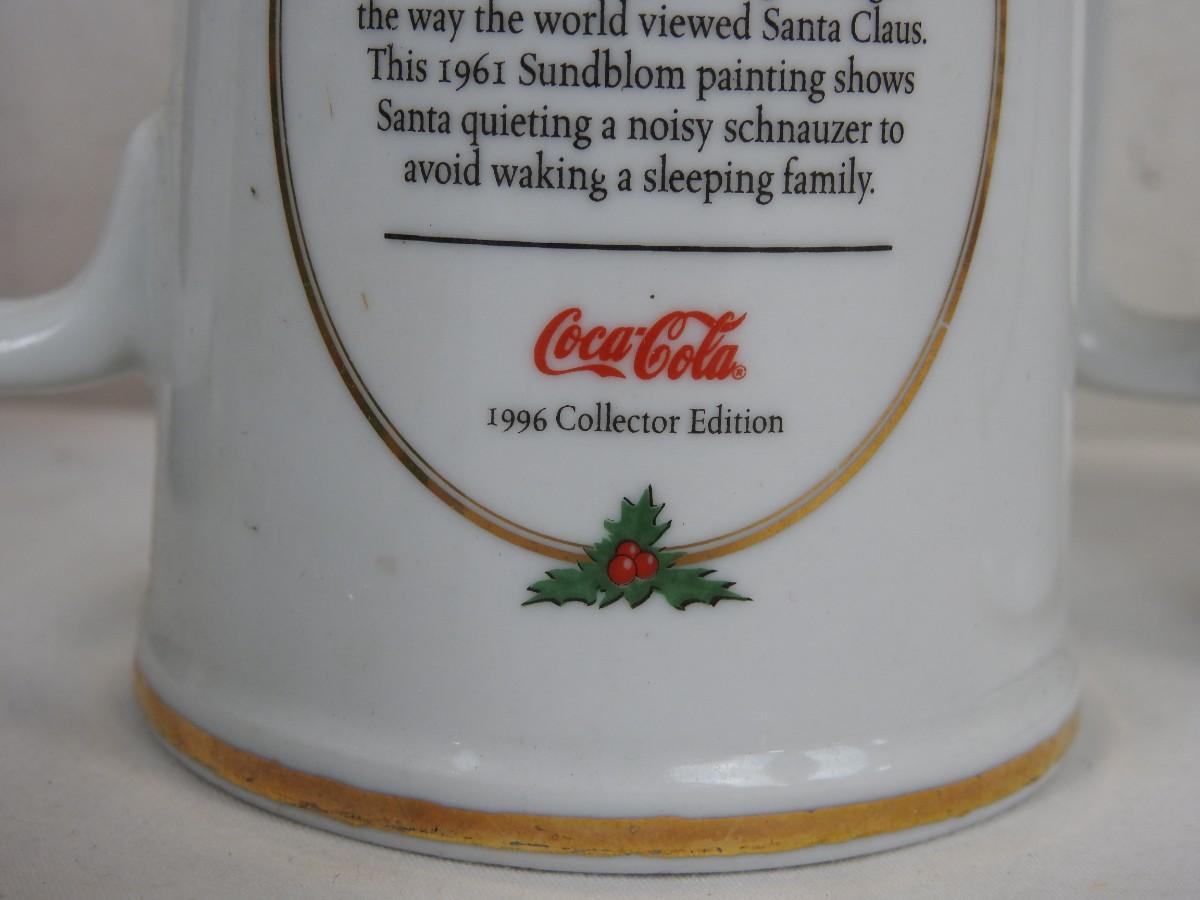 the way the world viewed Santa Claus.
This 1961 Sundblom painting shows
Santa quieting a noisy schnauzer to
avoid waking a sleeping family.
Coca-Cola®
1996 Collector Edition